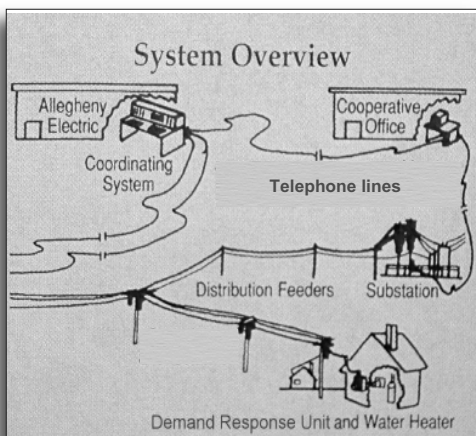 System Overview
Allegheny
Electric
Cooperative
Office
Coordinating
System
Telephone lines
Distribution Feeders
Substation
Demand Response Unit and Water Heater